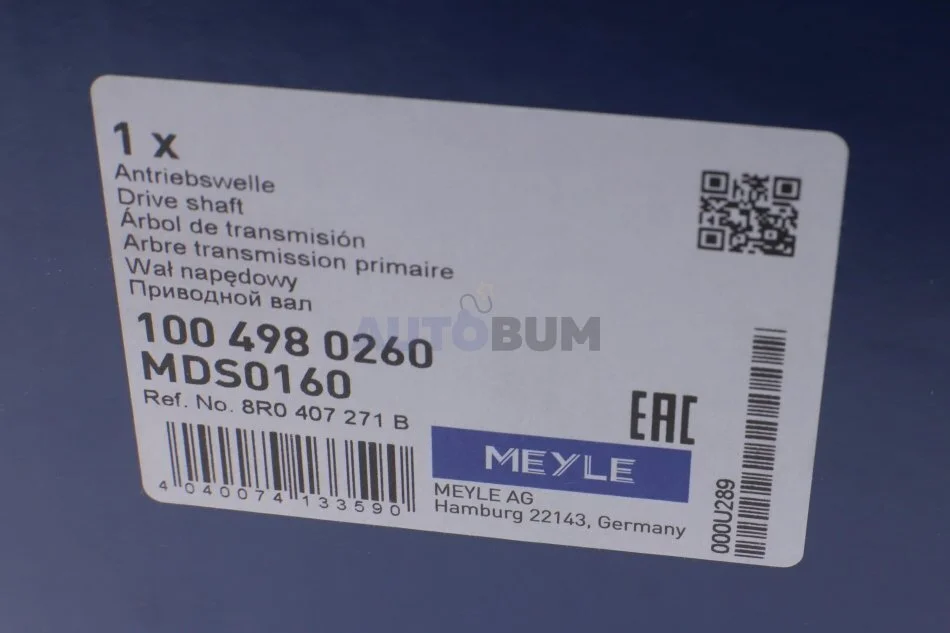 1 x
Antriebswelle
Drive shaft
Árbol de transmisión
Arbre transmission primaire
Wał napędowy
Приводной вал
100 498 0260
MDS0160
Ref. No. 8R0 407 271 B
4 040074 133590
EAC
MEYLE
MEYLE AG
Hamburg 22143, Germany
000U289
AUTOBUM